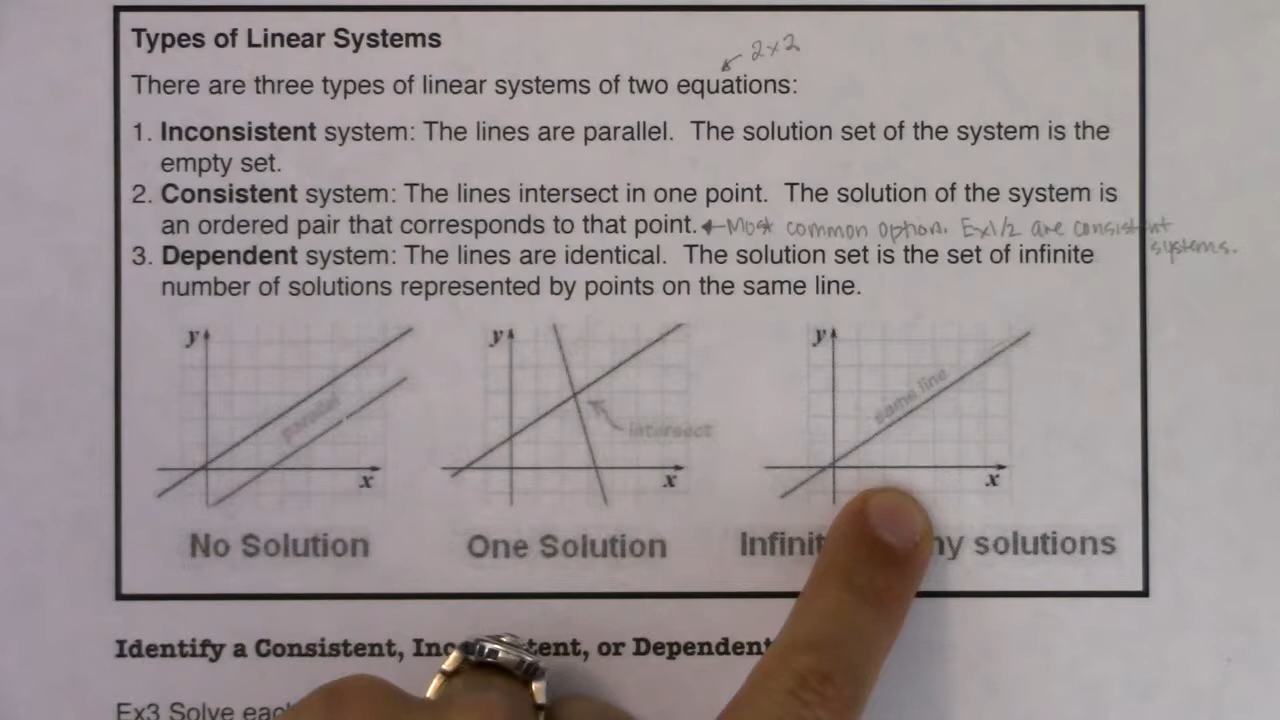 Types of Linear Systems
2x2
There are three types of linear systems of two equations:
1. Inconsistent system: The lines are parallel. The solution set of the system is the
empty set.
2. Consistent system: The lines intersect in one point. The solution of the system is
an ordered pair that corresponds to that point. ←Most common option. Ex1/2 are consistent
systems.
3. Dependent system: The lines are identical. The solution set is the set of infinite
number of solutions represented by points on the same line.
y y y
parallel intersect same line
x x x
No Solution One Solution solutions
Identify a Consistent, or Dependent
Ex3 Solve